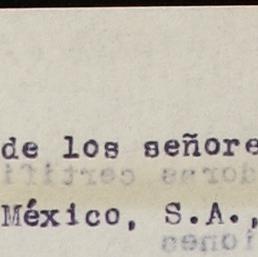 de los señore
México, S.A.,